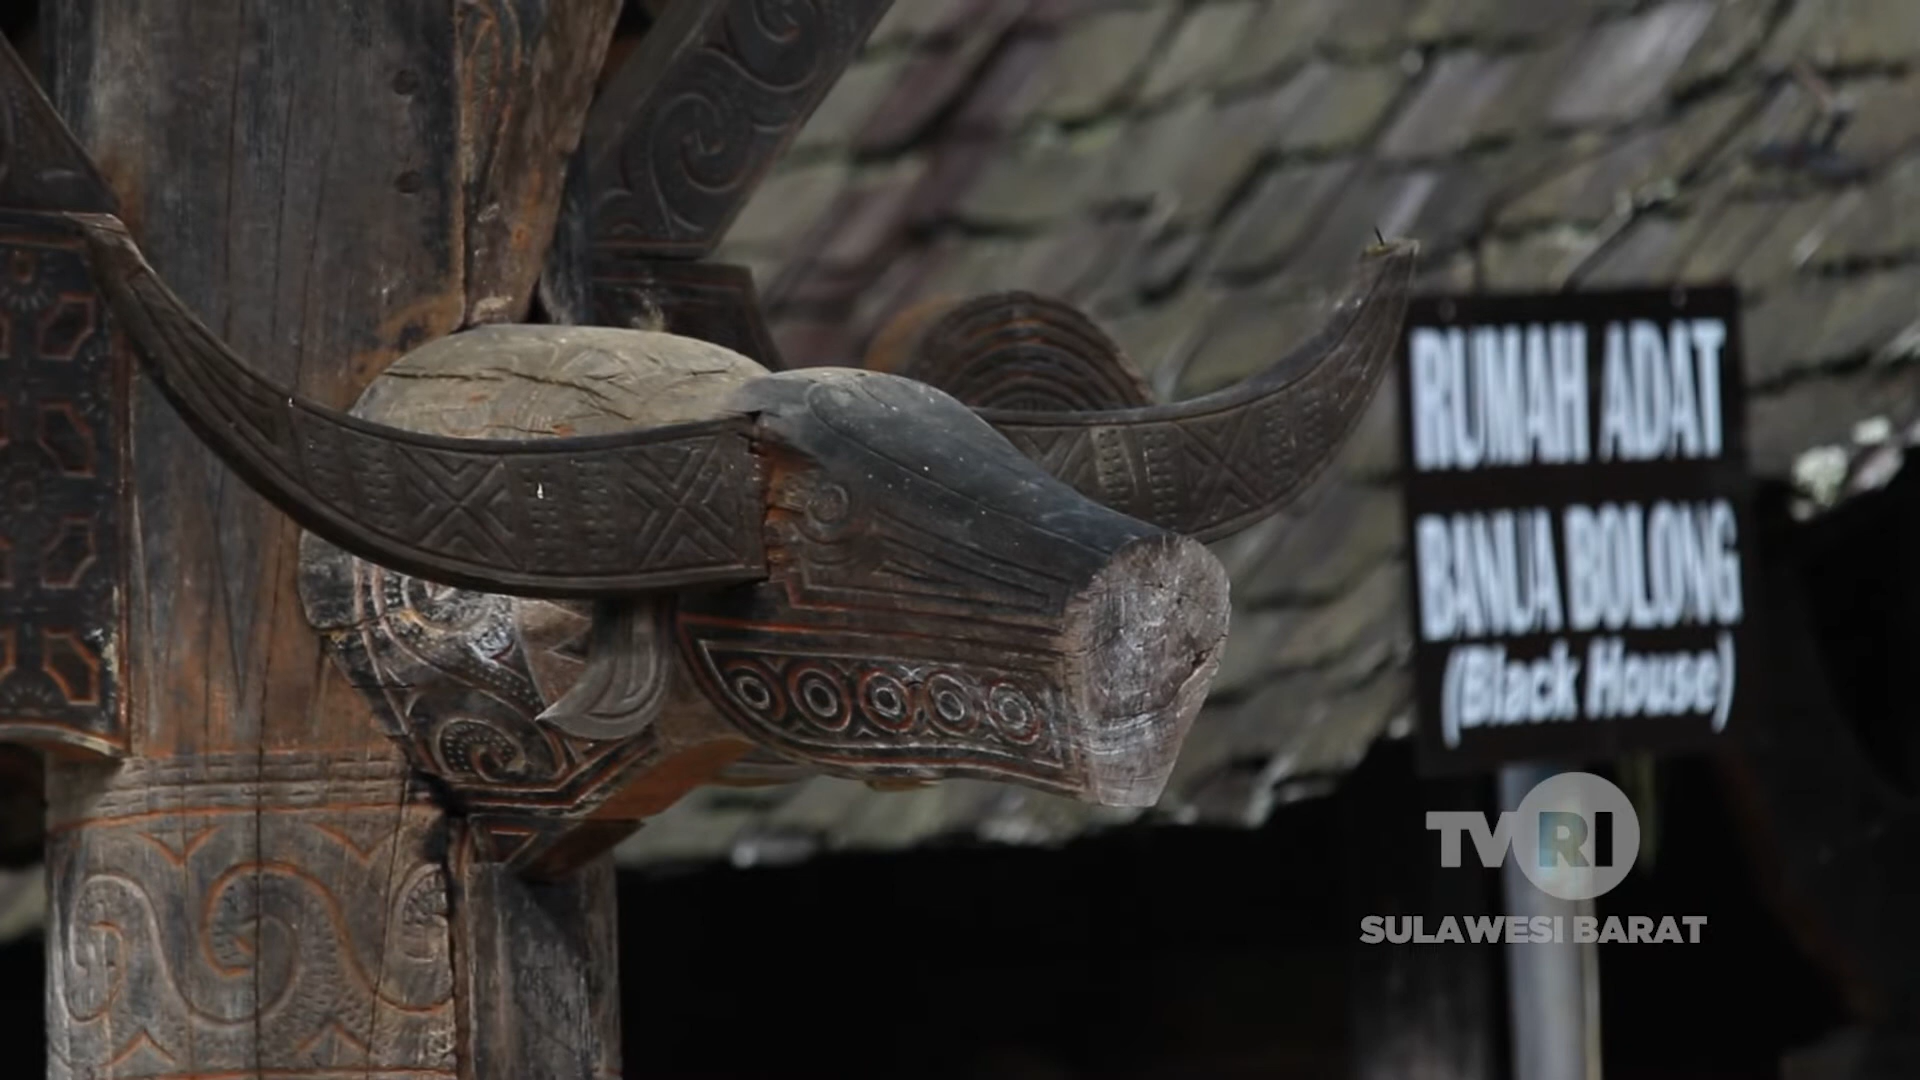 RUMAH ADAT
BANUA BOLONG
(Black House)
TVRI
SULAWESI BARAT